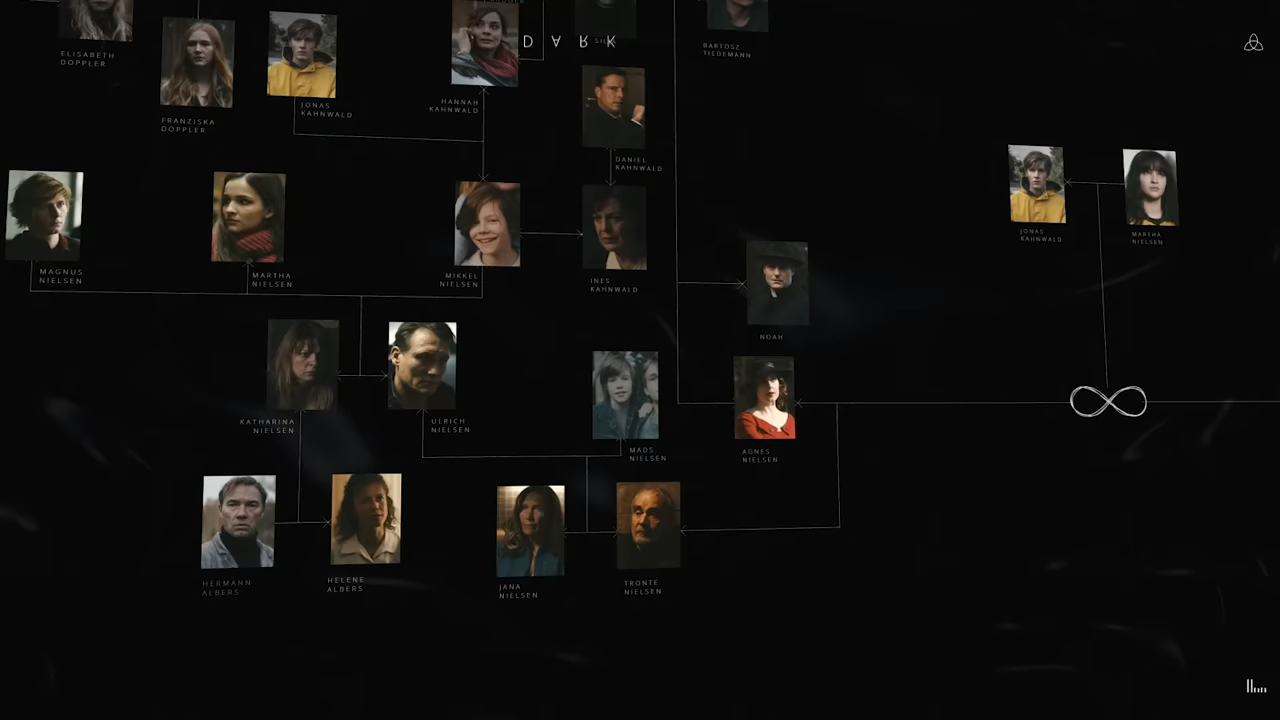 D A R K
ELISABETH
DOPPLER
FRANZISKA
DOPPLER
JONAS
KAHNWALD
HANNAH
KAHNWALD
BARTOSZ
TIEDEMANN
DANIEL
KAHNWALD
MAGNUS
NIELSEN
MARTHA
NIELSEN
MIKKEL
NIELSEN
INES
KAHNWALD
JONAS
KAHNWALD
MARTHA
NIELSEN
NOAH
KATHARINA
NIELSEN
ULRICH
NIELSEN
MADS
NIELSEN
AGNES
NIELSEN
HERMANN
ALBERS
HELENE
ALBERS
JANA
NIELSEN
TRONTE
NIELSEN